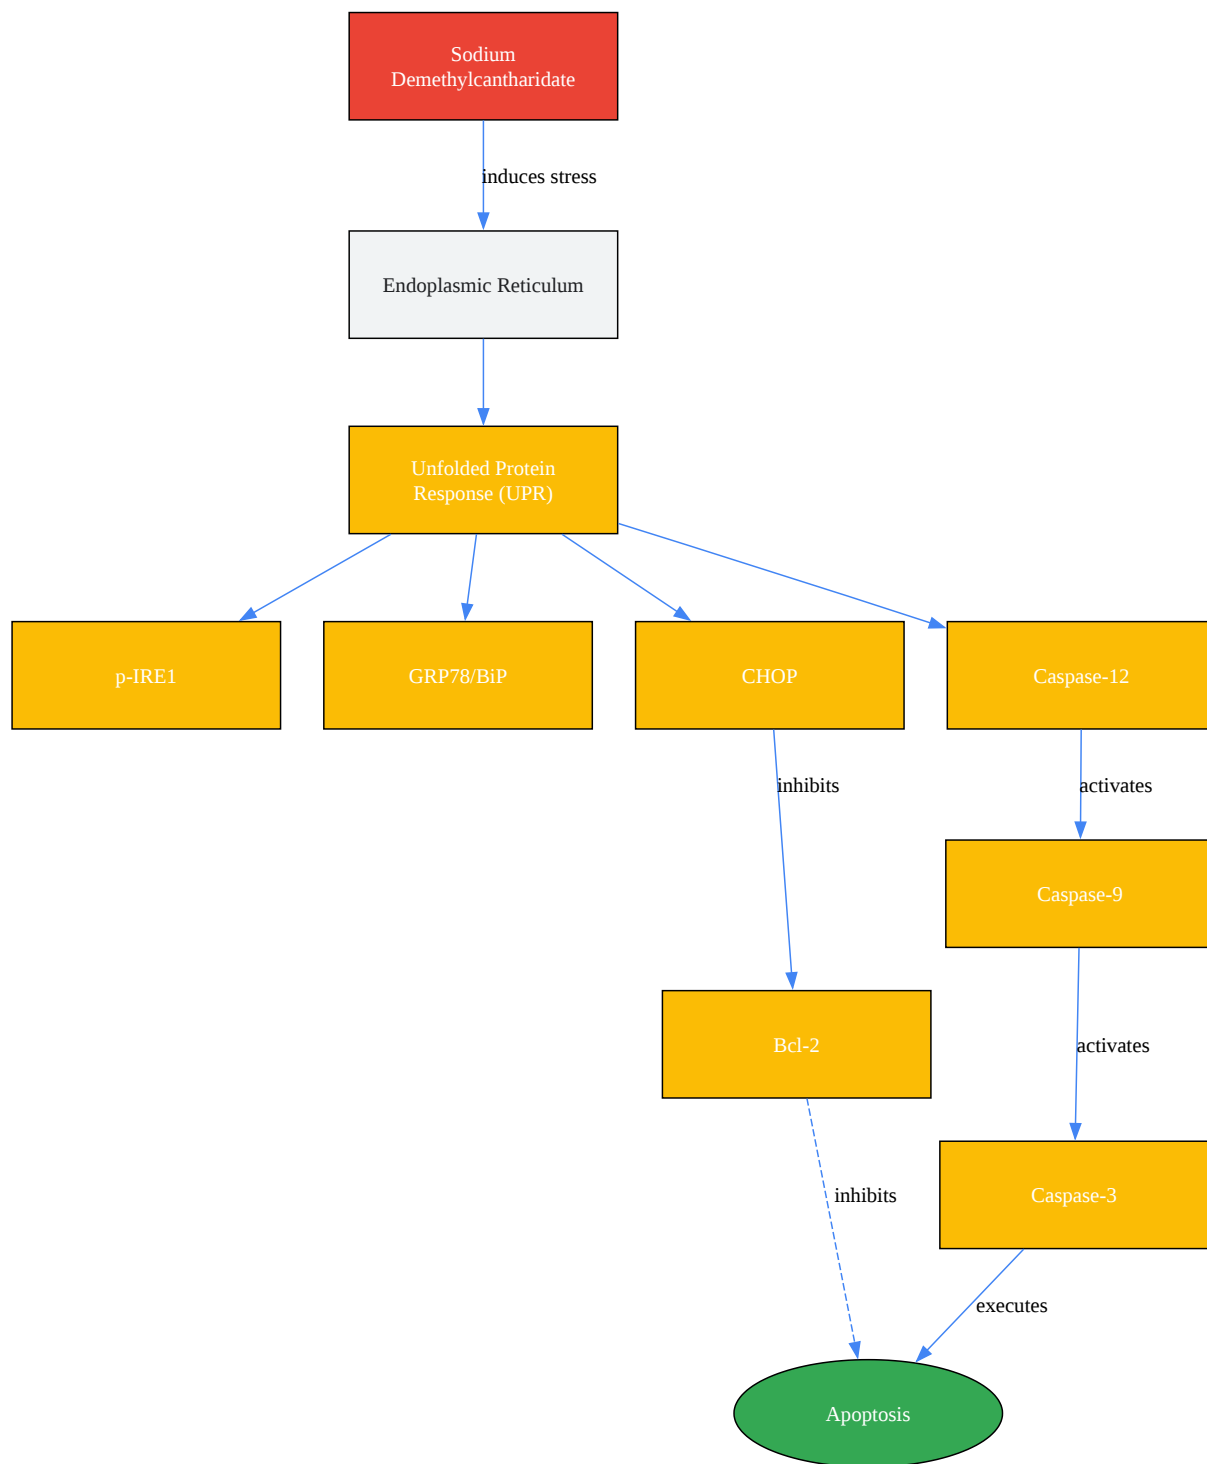 Sodium
Demethylcantharidate
induces stress
Endoplasmic Reticulum
Unfolded Protein
Response (UPR)
p-IRE1
GRP78/BiP
CHOP
Caspase-12
inhibits
activates
Caspase-9
Bcl-2
activates
inhibits
Caspase-3
executes
Apoptosis